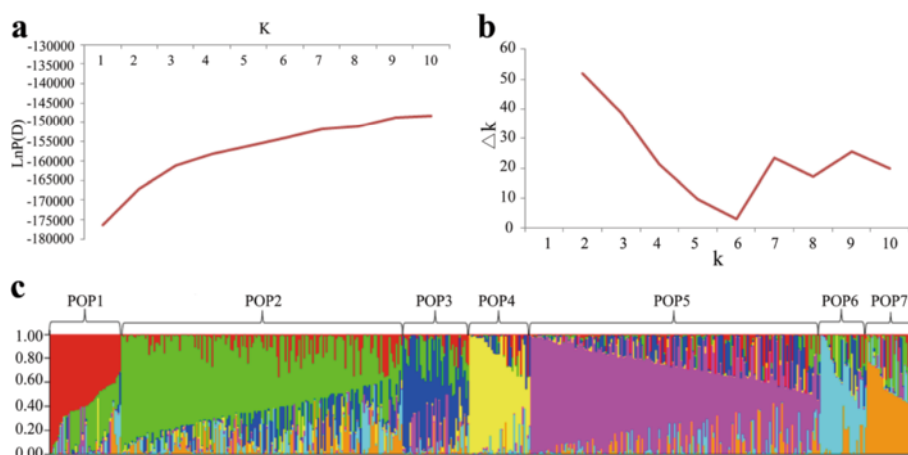 a
K
-130000
-135000
-140000
-145000
-150000
-155000
-160000
-165000
-170000
-175000
-180000
1 2 3 4 5 6 7 8 9 10
LnP(D)
b
60
50
40
30
20
10
0
△k
1 2 3 4 5 6 7 8 9 10
k
c
POP1 POP2 POP3 POP4 POP5 POP6 POP7
1.00
0.80
0.60
0.40
0.20
0.00